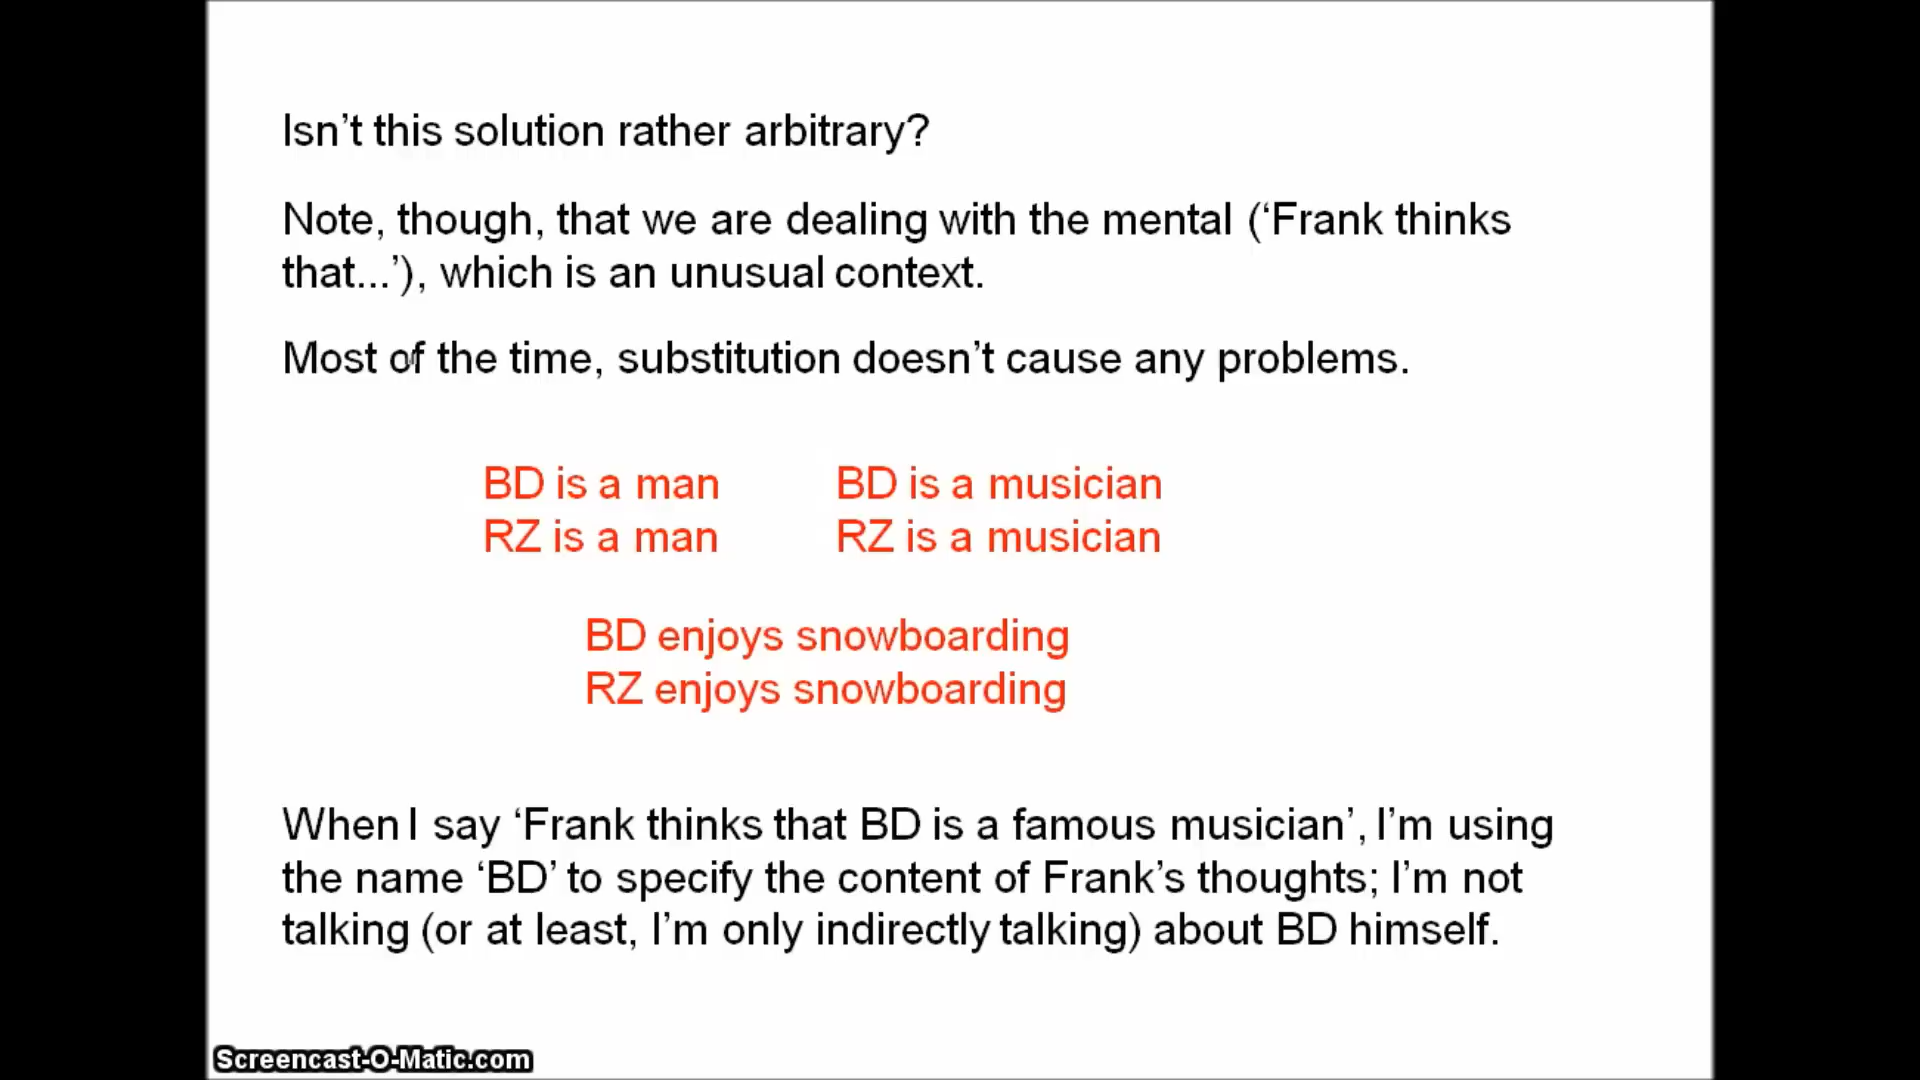 Isn’t this solution rather arbitrary?
Note, though, that we are dealing with the mental (‘Frank thinks
that...’), which is an unusual context.
Most of the time, substitution doesn’t cause any problems.
BD is a man
RZ is a man
BD is a musician
RZ is a musician
BD enjoys snowboarding
RZ enjoys snowboarding
When I say ‘Frank thinks that BD is a famous musician’, I’m using
the name ‘BD’ to specify the content of Frank’s thoughts; I’m not
talking (or at least, I’m only indirectly talking) about BD himself.
Screencast-O-Matic.com